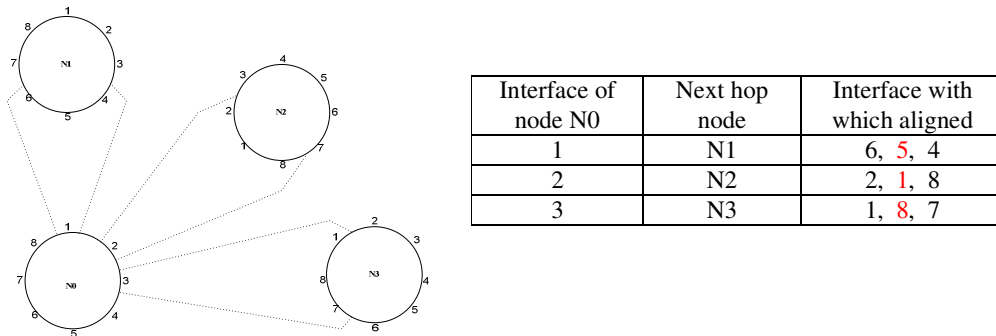 1
8 2
7 N1 3
6 4
5
4
3 5
2 N2 6
1 7
8
1
8 2
7 N0 3
6 4
5
2
1 3
8 N3 4
7 5
6
Interface of node N0 Next hop node Interface with which aligned
1 N1 6, 5, 4
2 N2 2, 1, 8
3 N3 1, 8, 7